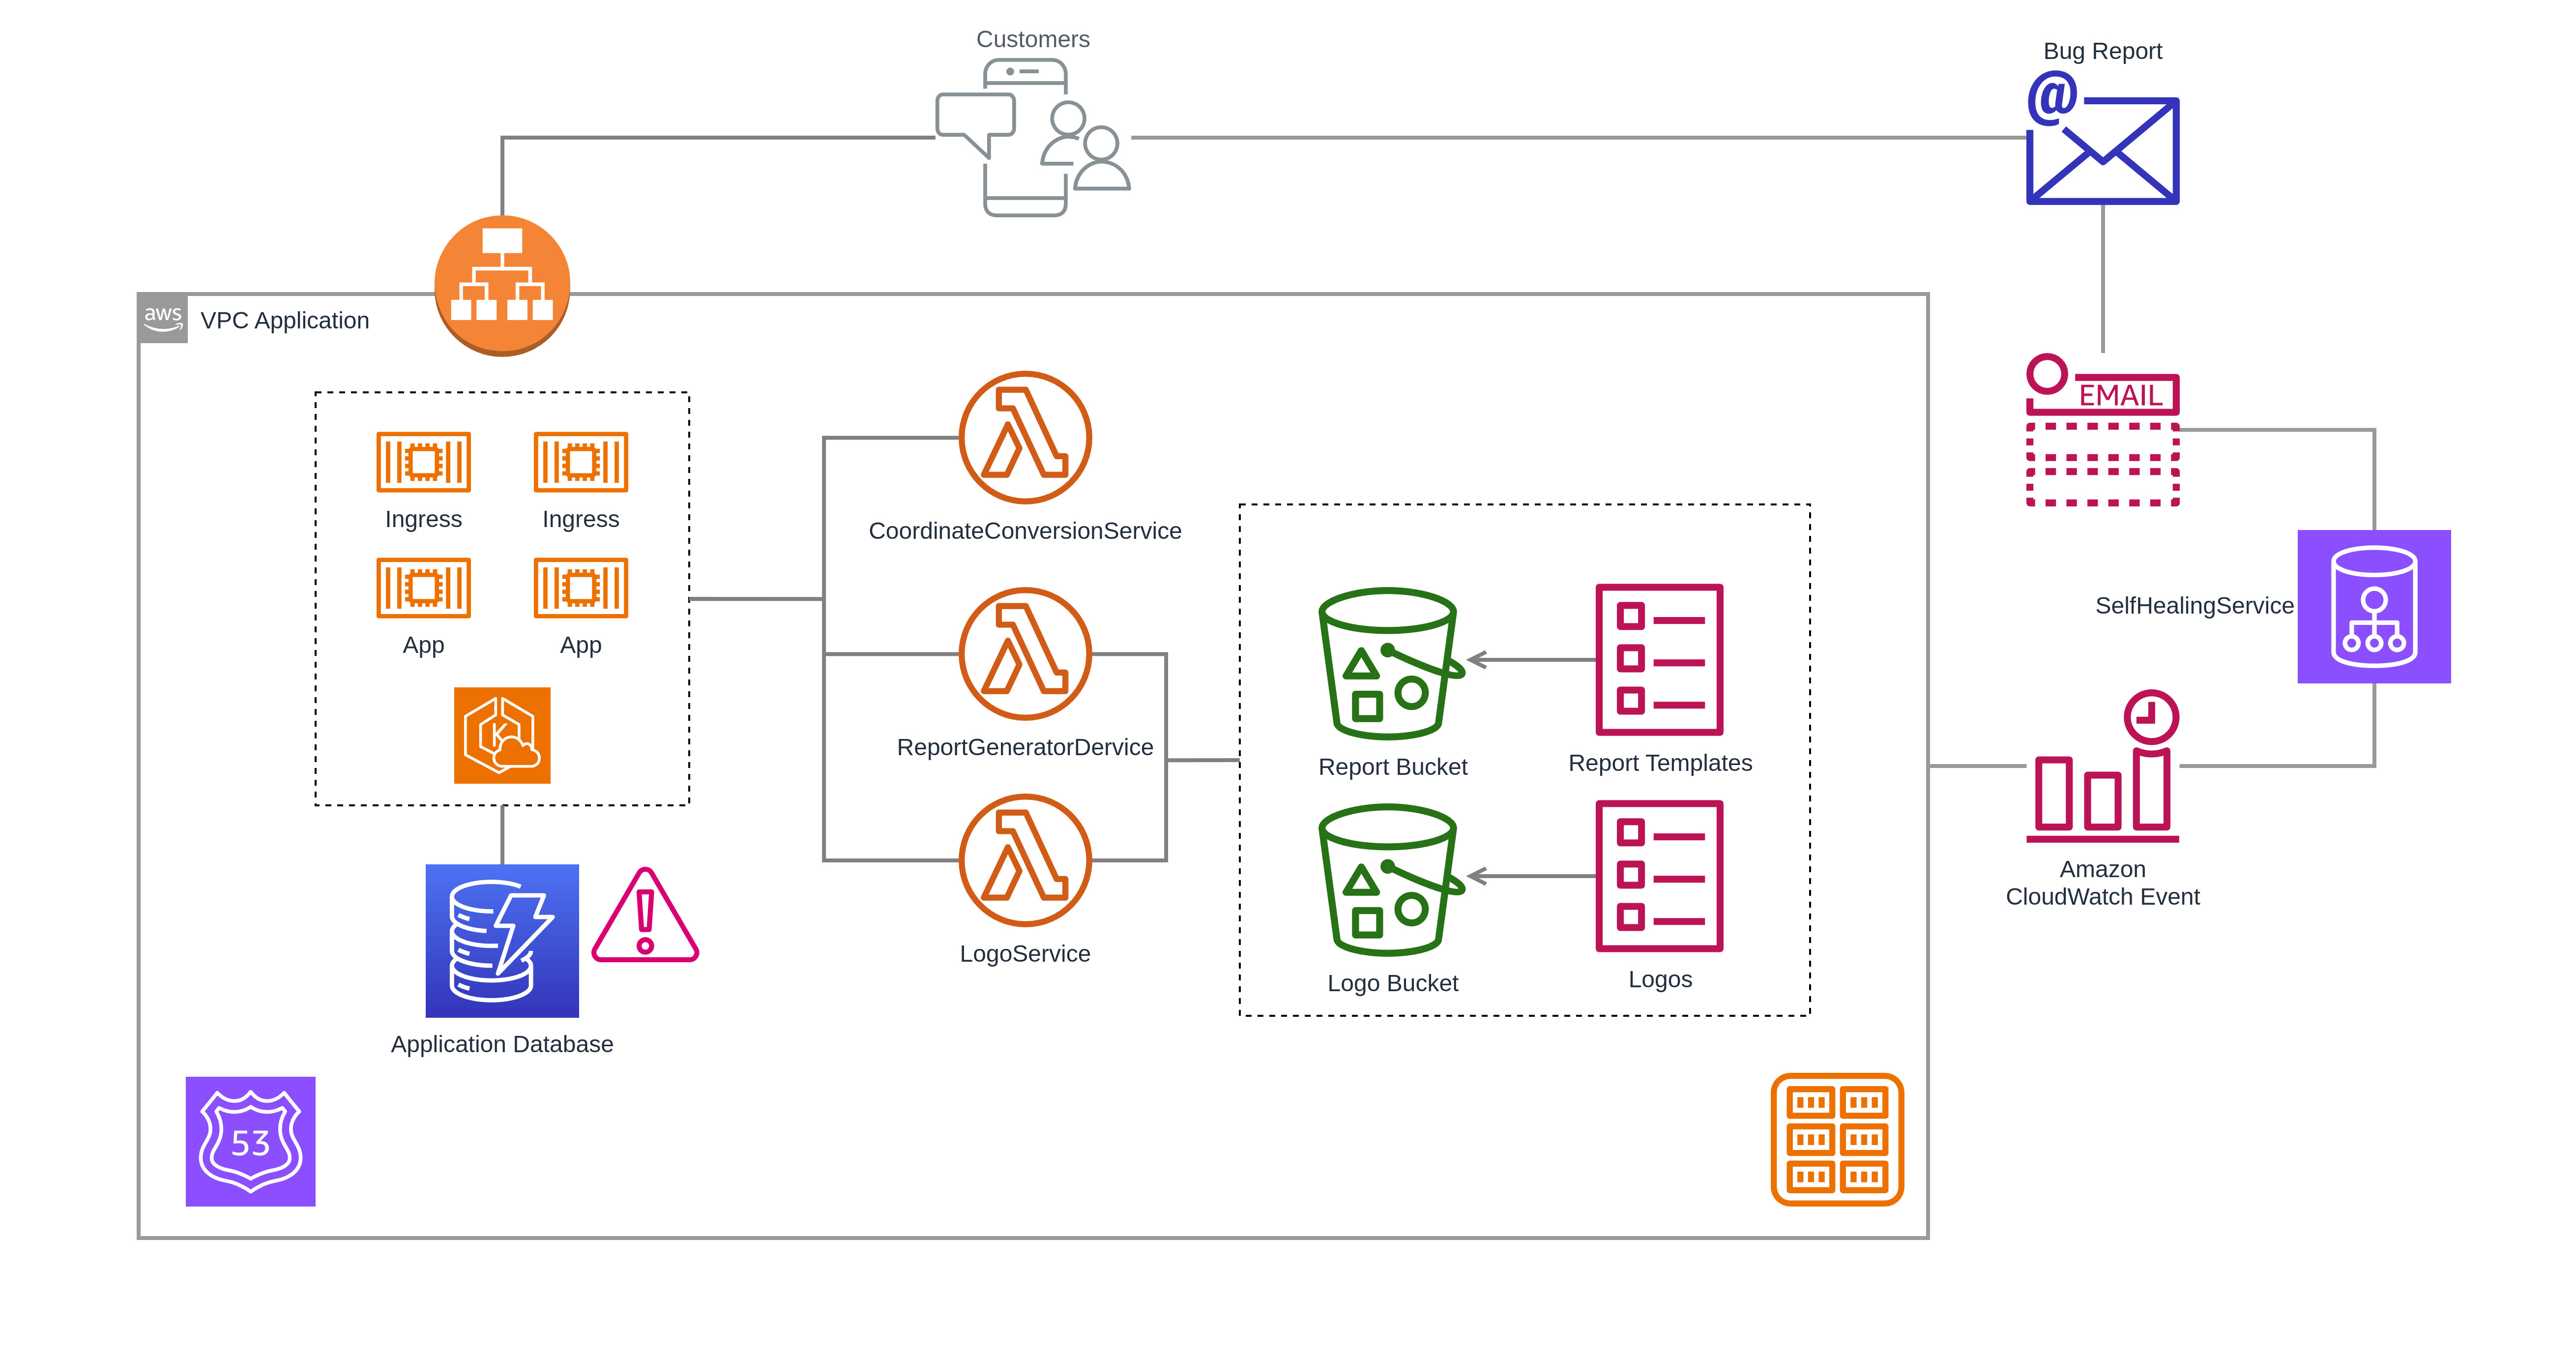 Customers
Bug Report
@
aws
VPC Application
EMAIL
Ingress
Ingress
CoordinateConversionService
App
App
SelfHealingService
K
ReportGeneratorDervice
Report Bucket
Report Templates
Amazon
CloudWatch Event
LogoService
Logo Bucket
Logos
Application Database
53